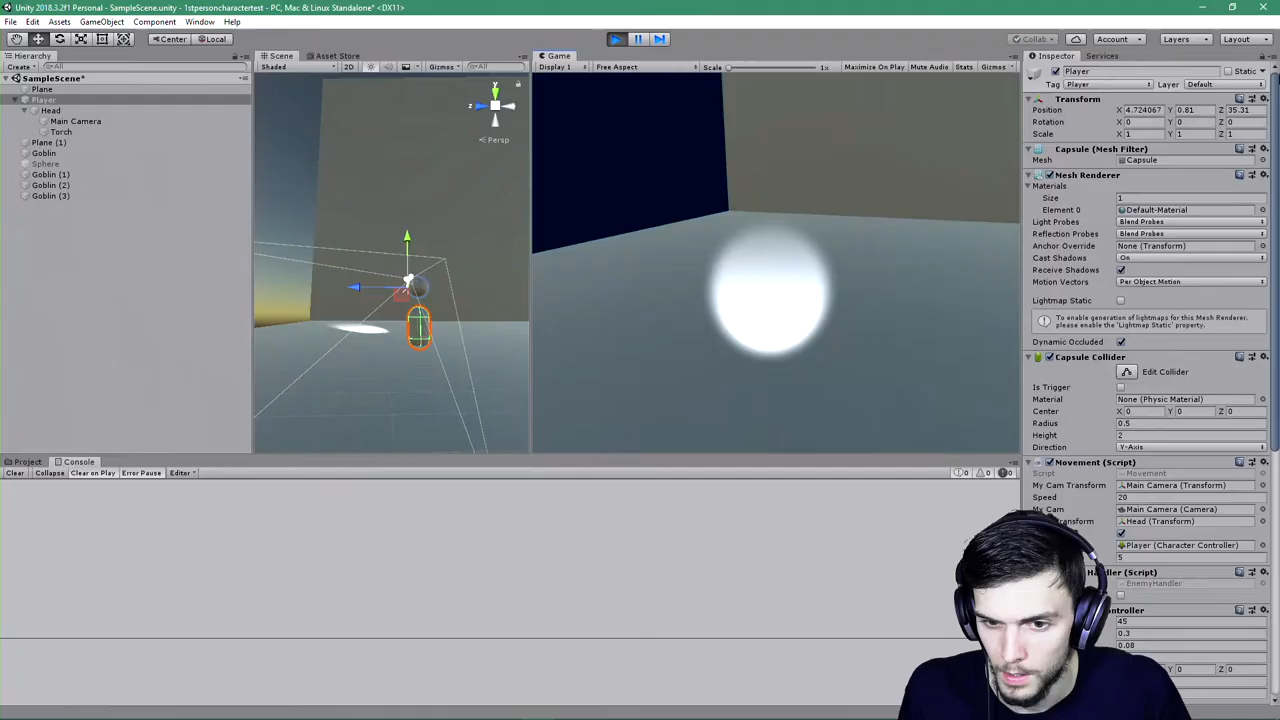 Unity 2018.3.2f1 Personal - SampleScene.unity - 1stpersoncharactertest - PC, Mac & Linux Standalone* <DX11>
File Edit Assets GameObject Component Window Help
Center Local Collab Account Layers Layout
Hierarchy Scene Asset Store Game Inspector Services
Create All Shaded 2D Gizmos All Display 1 Free Aspect Scale 1x Maximize On Play Mute Audio Stats Gizmos
Player Static
Tag Player Layer Default
SampleScene*
Plane
Player
Head
Main Camera
Torch
Plane (1)
Goblin
Sphere
Goblin (1)
Goblin (2)
Goblin (3)
y
z
Persp
Transform
Position X 4.724067 Y 0.81 Z 35.31
Rotation X 0 Y 0 Z 0
Scale X 1 Y 1 Z 1
Capsule (Mesh Filter)
Mesh Capsule
Mesh Renderer
Materials
Size 1
Element 0 Default-Material
Light Probes Blend Probes
Reflection Probes Blend Probes
Anchor Override None (Transform)
Cast Shadows On
Receive Shadows
Motion Vectors Per Object Motion
Lightmap Static
To enable generation of lightmaps for this Mesh Renderer, please enable the 'Lightmap Static' property.
Dynamic Occluded
Capsule Collider
Edit Collider
Is Trigger
Material None (Physic Material)
Center X 0 Y 0 Z 0
Radius 0.5
Height 2
Direction Y-Axis
Movement (Script)
Script Movement
My Cam Transform Main Camera (Transform)
Speed 20
My Cam Main Camera (Camera)
Head (Transform)
Player (Character Controller)
5
Handler (Script)
EnemyHandler
45
0.3
0.08
Y 0 Z 0
Project Console
Clear Collapse Clear on Play Error Pause Editor 0 0 0